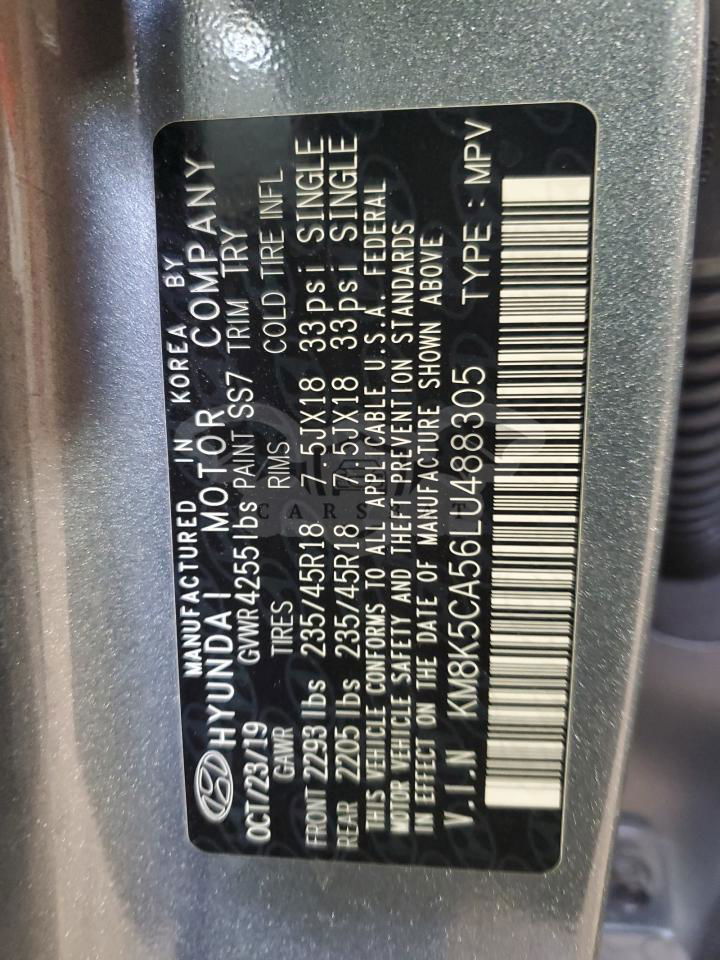 MANUFACTURED IN KOREA BY
HYUNDAI MOTOR COMPANY
OCT/23/19 GVWR 4255 lbs PAINT SS7 TRIM TRY
GAWR TIRES RIMS COLD TIRE INFL
FRONT 2293 lbs 235/45R18 7.5JX18 33psi SINGLE
REAR 2205 lbs 235/45R18 7.5JX18 33psi SINGLE
THIS VEHICLE CONFORMS TO ALL APPLICABLE U.S.A. FEDERAL
MOTOR VEHICLE SAFETY AND THEFT PREVENTION STANDARDS
IN EFFECT ON THE DATE OF MANUFACTURE SHOWN ABOVE
V.I.N KM8K5CA56LU488305 TYPE : MPV